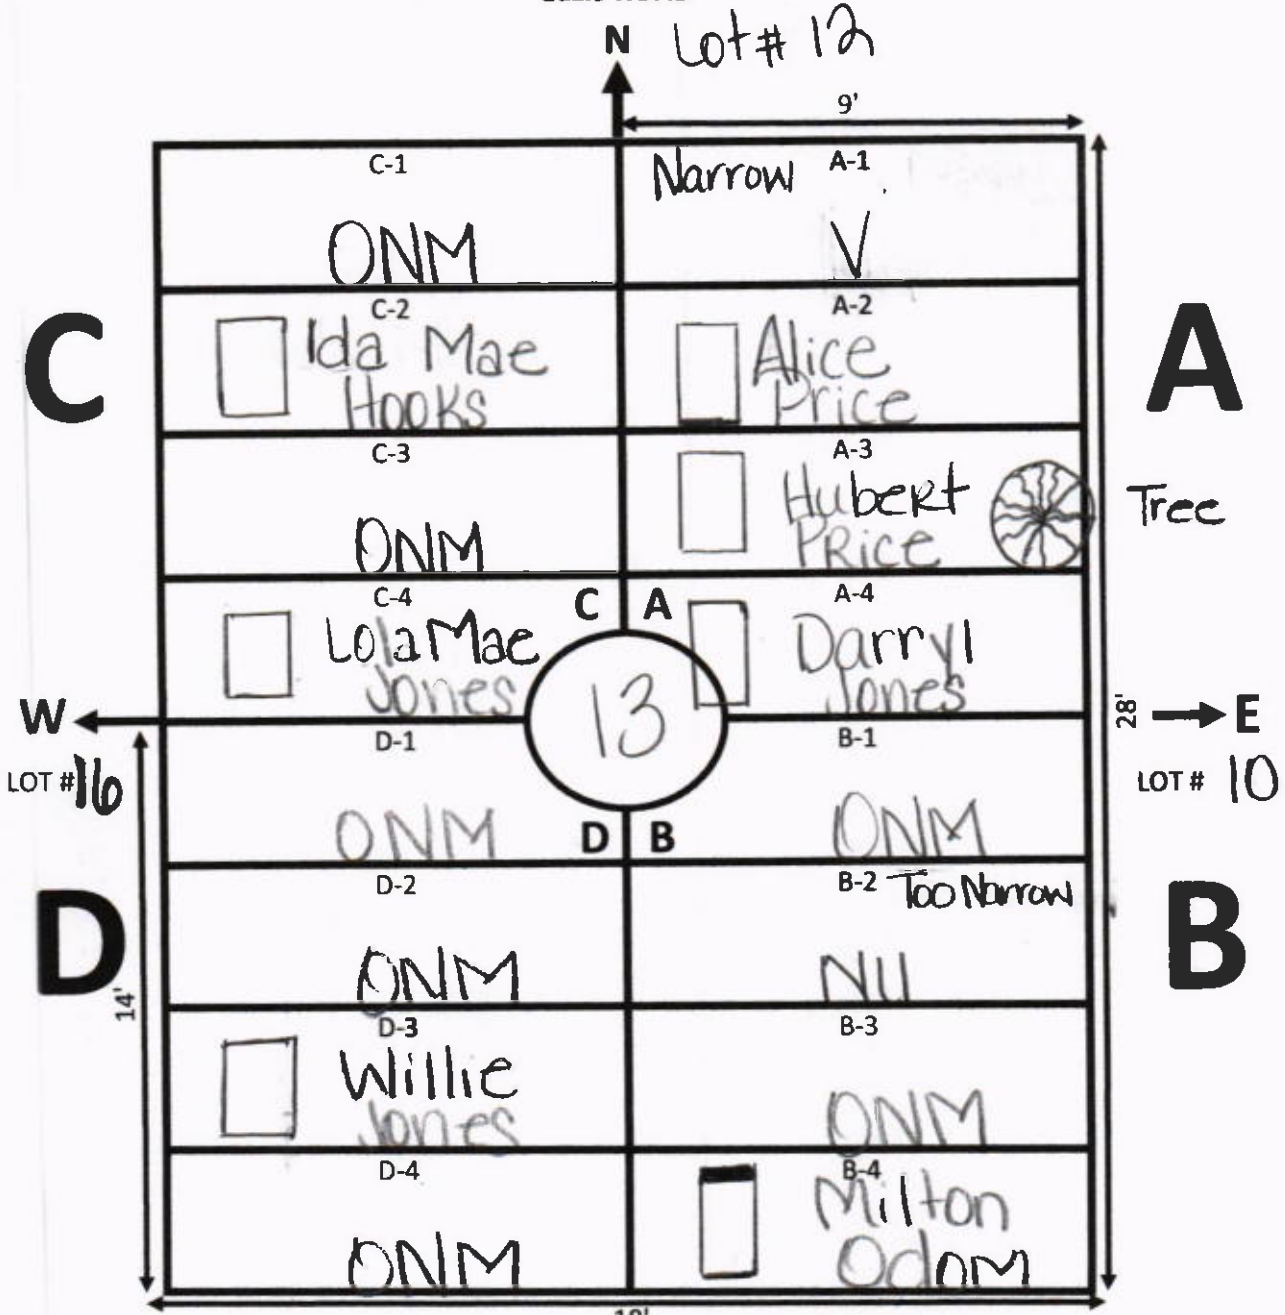 N Lot# 12
9'
C-1
ONM
Narrow A-1
V
C-2
Ida Mae
Hooks
A-2
Alice
Price
C
A
C-3
ONM
A-3
Hubert
PRice
Tree
C-4
Lola Mae
Jones
C A
A-4
Darryl
Jones
W
13
28'
E
LOT # 16
LOT # 10
D-1
ONM
D B
B-1
ONM
D-2
ONM
B-2 Too Narrow
NU
D
B
14'
D-3
Willie
Jones
B-3
ONM
D-4
ONM
B-4
Milton
Odom